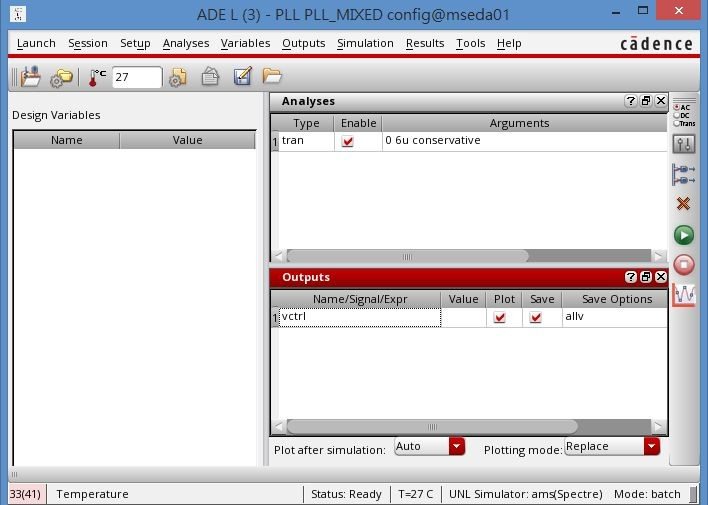 ADE L (3) - PLL PLL_MIXED config@mseda01
Launch Session Setup Analyses Variables Outputs Simulation Results Tools Help cādence
°C 27
Design Variables
Name Value
Analyses
Type Enable Arguments
1 tran 0 6u conservative
Outputs
Name/Signal/Expr Value Plot Save Save Options
1 vctrl allv
Plot after simulation: Auto Plotting mode: Replace
AC
DC
Trans
33(41) Temperature Status: Ready T=27 C UNL Simulator: ams(Spectre) Mode: batch